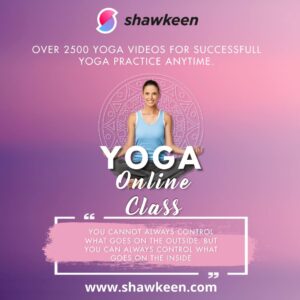 shawkeen
OVER 2500 YOGA VIDEOS FOR SUCCESSFULL
YOGA PRACTICE ANYTIME.
YOGA
Online
Class
“
YOU CANNOT ALWAYS CONTROL
WHAT GOES ON THE OUTSIDE. BUT
YOU CAN ALWAYS CONTROL WHAT
GOES ON THE INSIDE
”
www.shawkeen.com